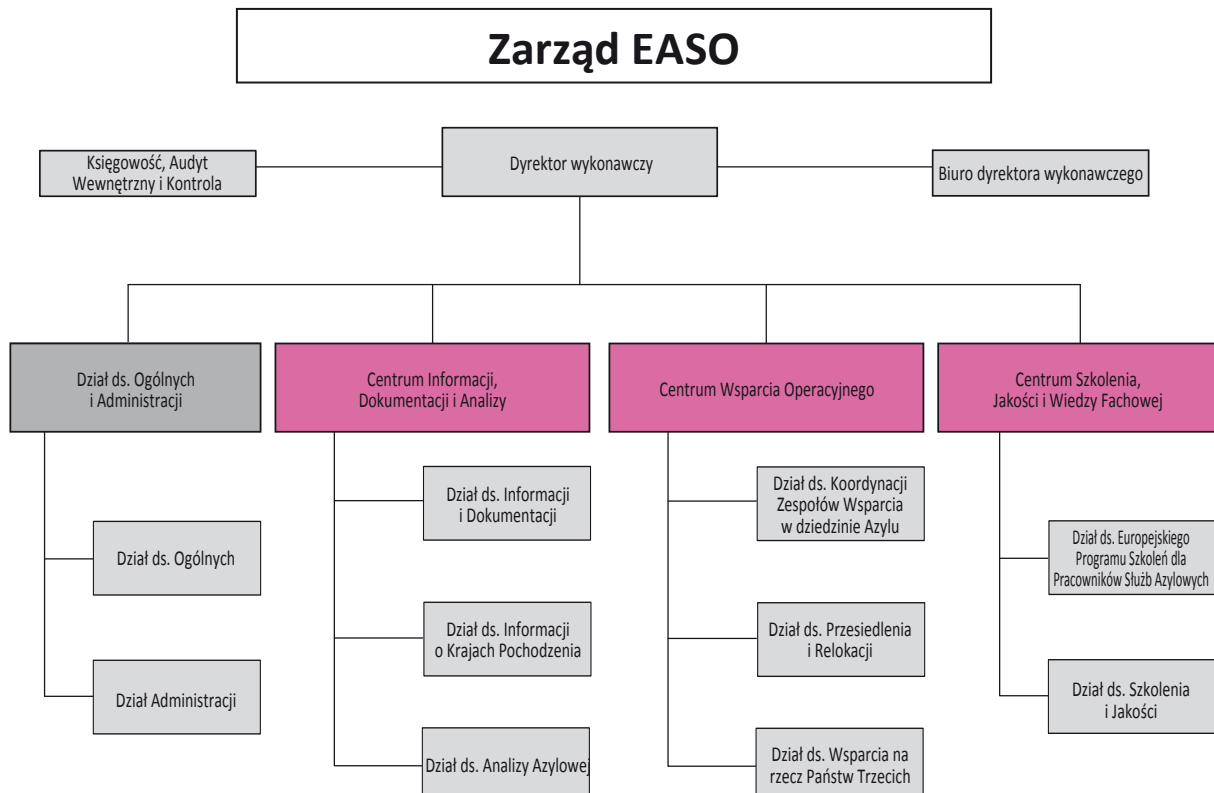 Zarząd EASO
Księgowość, Audyt
Wewnętrzny i Kontrola
Dyrektor wykonawczy
Biuro dyrektora wykonawczego
Dział ds. Ogólnych
i Administracji
Centrum Informacji,
Dokumentacji i Analizy
Centrum Wsparcia Operacyjnego
Centrum Szkolenia,
Jakości i Wiedzy Fachowej
Dział ds. Ogólnych
Dział Administracji
Dział ds. Informacji
i Dokumentacji
Dział ds. Informacji
o Krajach Pochodzenia
Dział ds. Analizy Azylowej
Dział ds. Koordynacji
Zespołów Wsparcia
w dziedzinie Azylu
Dział ds. Przesiedlenia
i Relokacji
Dział ds. Wsparcia na
rzecz Państw Trzecich
Dział ds. Europejskiego
Programu Szkoleń dla
Pracowników Służb Azylowych
Dział ds. Szkolenia
i Jakości